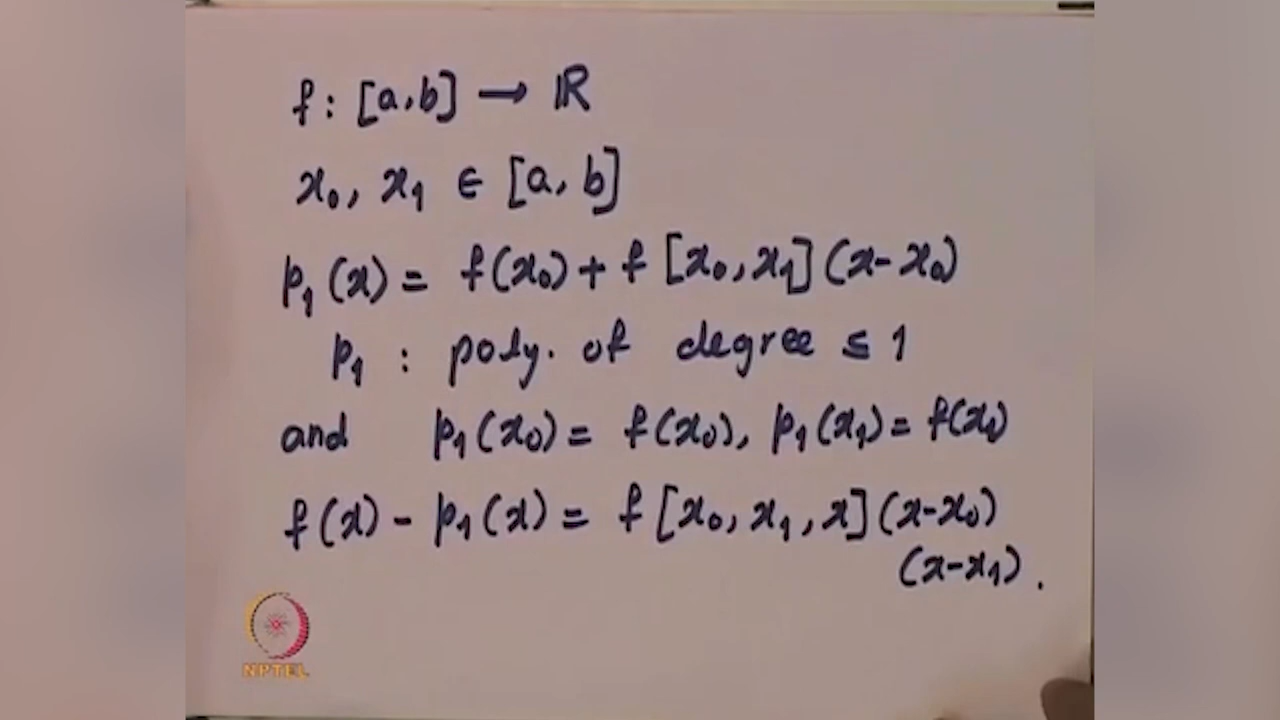 f : [a,b] → ℝ
x₀, x₁ ∈ [a, b]
p₁(x) = f(x₀) + f [x₀, x₁] (x - x₀)
p₁ : poly. of degree ≤ 1
and p₁(x₀) = f(x₀), p₁(x₁) = f(x₁)
f(x) - p₁(x) = f [x₀, x₁, x] (x-x₀)
(x-x₁).
NPTEL